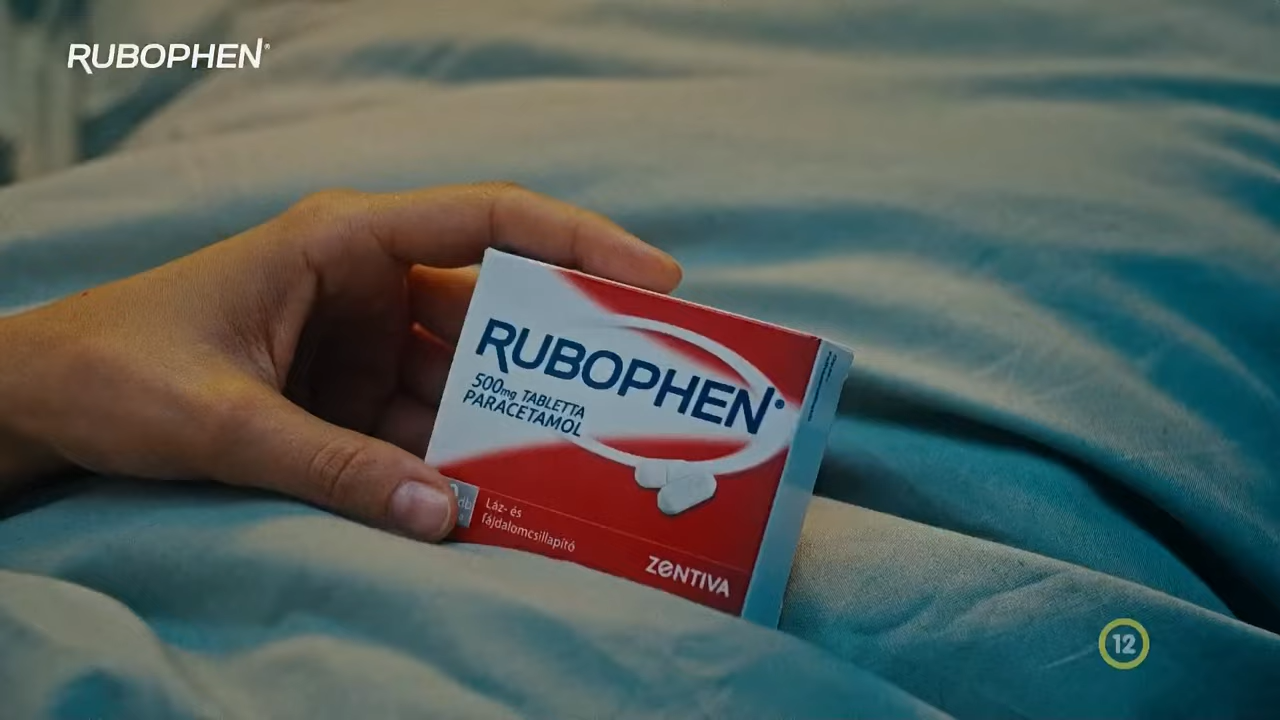 RUBOPHEN®
RUBOPHEN®
500mg TABLETTA
PARACETAMOL
Láz- és
fájdalomcsillapító
ZENTIVA
12